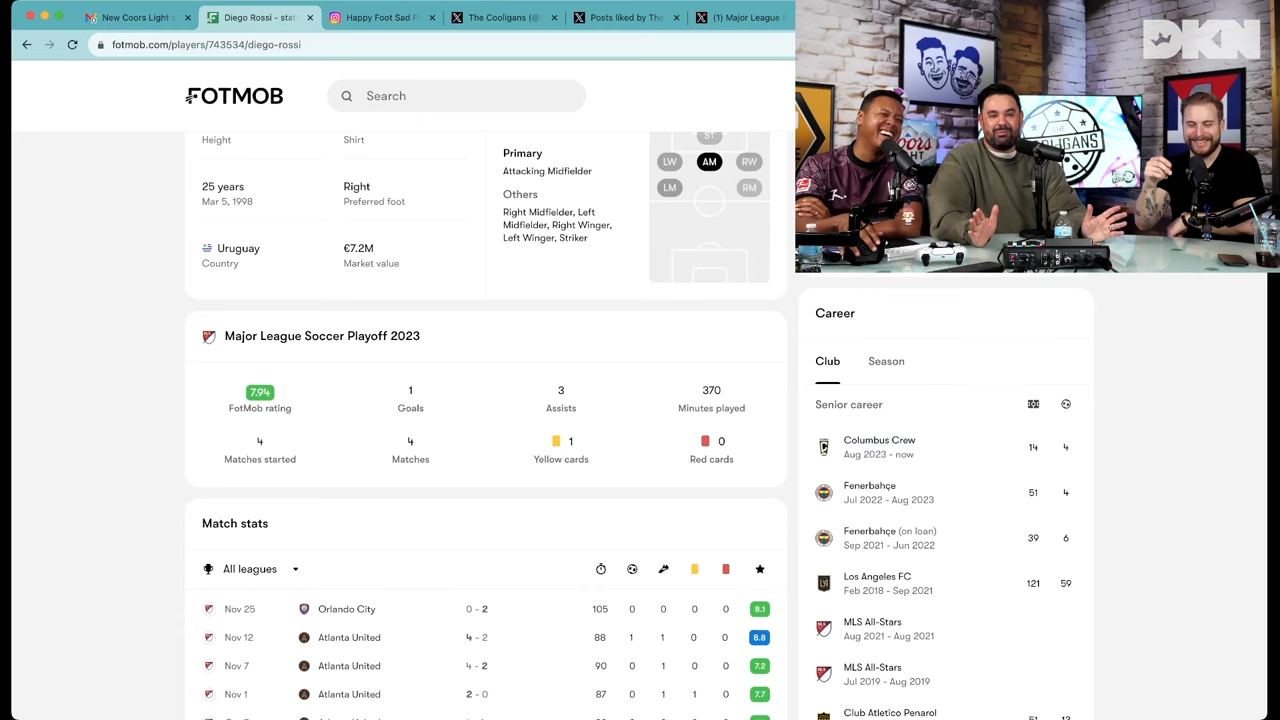 New Coors Light o
Diego Rossi - stat
Happy Foot Sad F
The Cooligans (@
Posts liked by The
(1) Major League S
fotmob.com/players/743534/diego-rossi
FOTMOB
Search
Height
Shirt
25 years
Mar 5, 1998
Right
Preferred foot
Uruguay
Country
€7.2M
Market value
Primary
Attacking Midfielder
Others
Right Midfielder, Left
Midfielder, Right Winger,
Left Winger, Striker
ST
LW
AM
RW
LM
RM
DKN
Coors
LIGHT
Major League Soccer Playoff 2023
7.94
FotMob rating
1
Goals
3
Assists
370
Minutes played
4
Matches started
4
Matches
1
Yellow cards
0
Red cards
Match stats
All leagues
Nov 25 Orlando City 0 - 2 105 0 0 0 0 8.1
Nov 12 Atlanta United 4 - 2 88 1 1 0 0 8.8
Nov 7 Atlanta United 4 - 2 90 0 1 0 0 7.2
Nov 1 Atlanta United 2 - 0 87 0 1 1 0 7.7
Career
Club
Season
Senior career
Columbus Crew 14 4
Aug 2023 - now
Fenerbahçe 51 4
Jul 2022 - Aug 2023
Fenerbahçe (on loan) 39 6
Sep 2021 - Jun 2022
Los Angeles FC 121 59
Feb 2018 - Sep 2021
MLS All-Stars
Aug 2021 - Aug 2021
MLS All-Stars
Jul 2019 - Aug 2019
Club Atletico Penarol